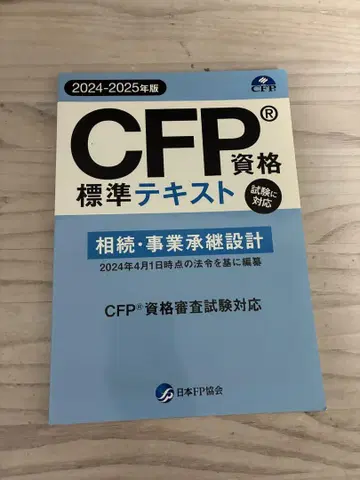 2024-2025年版
CFP
CFP®資格
標準テキスト
試験に
対応
相続・事業承継設計
2024年4月1日時点の法令を基に編纂
CFP®資格審査試験対応
日本FP協会